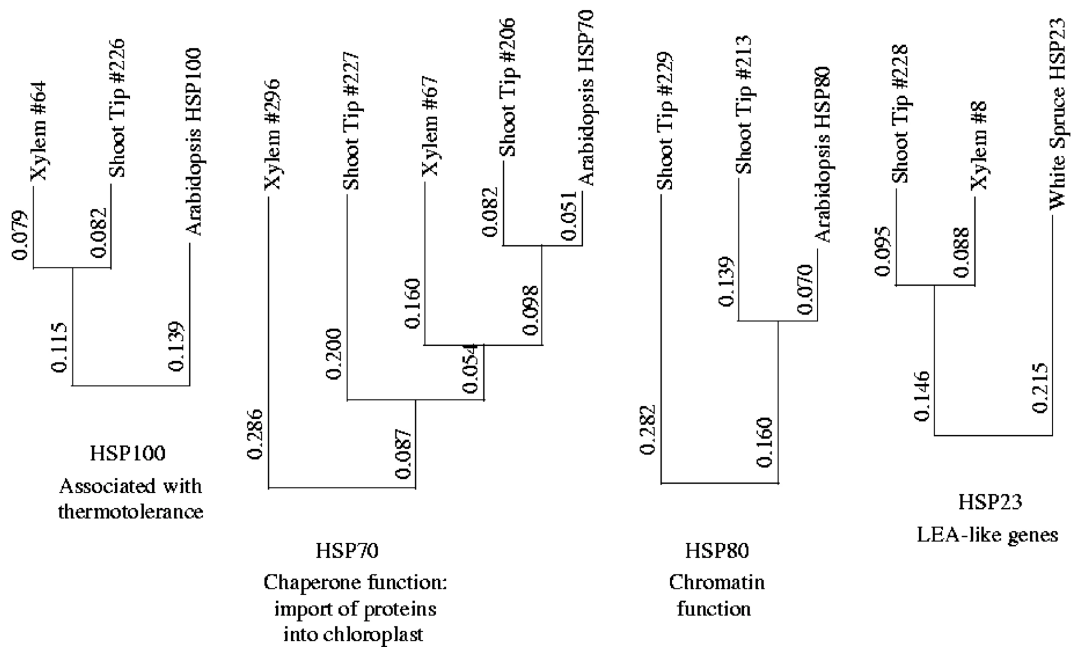 Xylem #64
Shoot Tip #226
Arabidopsis HSP100
0.079
0.082
0.115
0.139
HSP100
Associated with
thermotolerance
Xylem #296
Shoot Tip #227
Xylem #67
Shoot Tip #206
Arabidopsis HSP70
0.082
0.051
0.160
0.098
0.200
0.054
0.286
0.087
HSP70
Chaperone function:
import of proteins
into chloroplast
Shoot Tip #229
Shoot Tip #213
Arabidopsis HSP80
0.139
0.070
0.282
0.160
HSP80
Chromatin
function
Shoot Tip #228
Xylem #8
White Spruce HSP23
0.095
0.088
0.146
0.215
HSP23
LEA-like genes